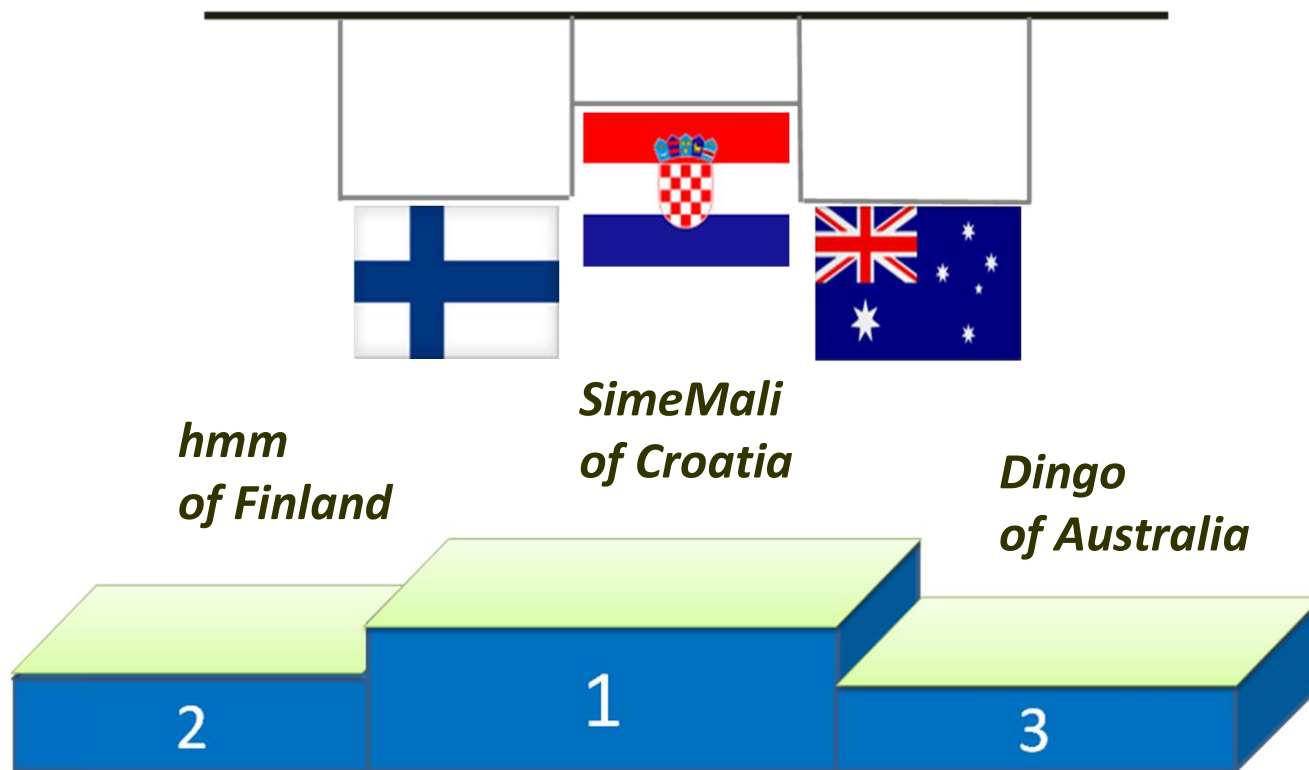 SimeMali
of Croatia
hmm
of Finland
Dingo
of Australia
2
1
3